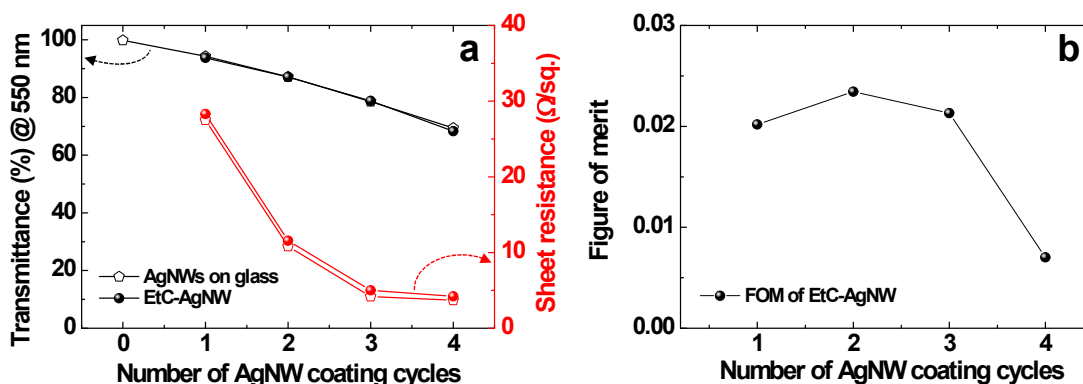 a
Transmittance (%) @ 550 nm
100
80
60
40
20
0
AgNWs on glass
EtC-AgNW
0 1 2 3 4
Number of AgNW coating cycles
40
30
20
10
0
Sheet resistance (Ω/sq.)
b
Figure of merit
0.03
0.02
0.01
0.00
FOM of EtC-AgNW
1 2 3 4
Number of AgNW coating cycles